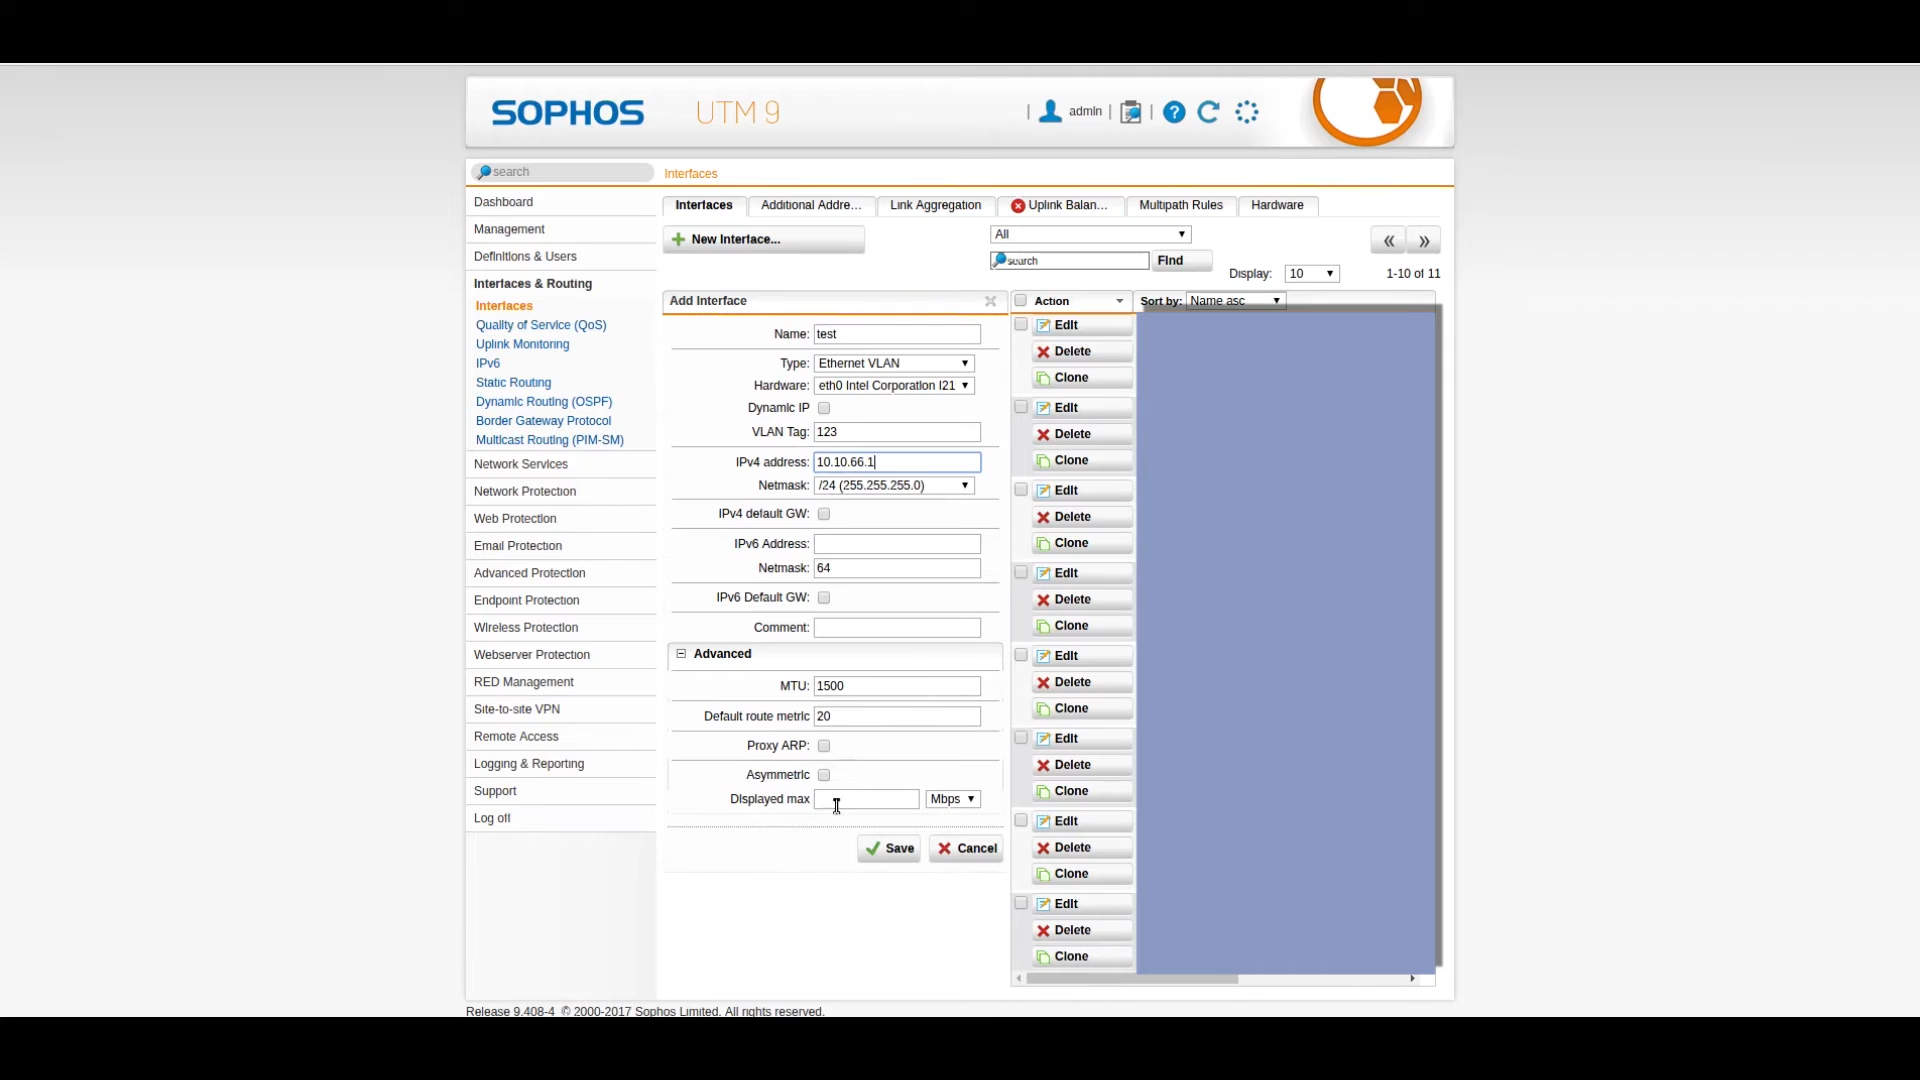 SOPHOS UTM 9 | admin | | ?
search
Interfaces
Dashboard
Management
Definitions & Users
Interfaces & Routing
Interfaces
Quality of Service (QoS)
Uplink Monitoring
IPv6
Static Routing
Dynamic Routing (OSPF)
Border Gateway Protocol
Multicast Routing (PIM-SM)
Network Services
Network Protection
Web Protection
Email Protection
Advanced Protection
Endpoint Protection
Wireless Protection
Webserver Protection
RED Management
Site-to-site VPN
Remote Access
Logging & Reporting
Support
Log off
Interfaces Additional Addre... Link Aggregation Uplink Balan... Multipath Rules Hardware
New Interface...
All
search Find
Display: 10 1-10 of 11
« »
Add Interface
Name: test
Type: Ethernet VLAN
Hardware: eth0 Intel Corporation I21
Dynamic IP
VLAN Tag: 123
IPv4 address: 10.10.66.1
Netmask: /24 (255.255.255.0)
IPv4 default GW:
IPv6 Address:
Netmask: 64
IPv6 Default GW:
Comment:
Advanced
MTU: 1500
Default route metric 20
Proxy ARP:
Asymmetric
Displayed max Mbps
Save Cancel
Action Sort by: Name asc
Edit
Delete
Clone
Edit
Delete
Clone
Edit
Delete
Clone
Edit
Delete
Clone
Edit
Delete
Clone
Edit
Delete
Clone
Edit
Delete
Clone
Edit
Delete
Clone
Release 9.408-4 © 2000-2017 Sophos Limited. All rights reserved.